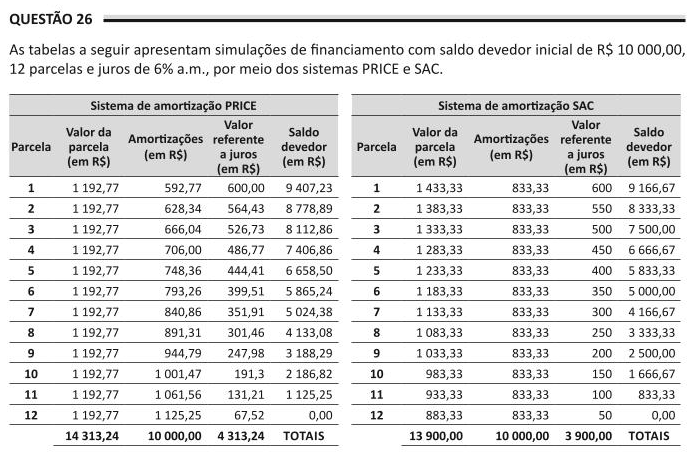 QUESTÃO 26
As tabelas a seguir apresentam simulações de financiamento com saldo devedor inicial de R$ 10 000,00,
12 parcelas e juros de 6% a.m., por meio dos sistemas PRICE e SAC.
Sistema de amortização PRICE
Parcela Valor da parcela (em R$) Amortizações (em R$) Valor referente a juros (em R$) Saldo devedor (em R$)
1 1 192,77 592,77 600,00 9 407,23
2 1 192,77 628,34 564,43 8 778,89
3 1 192,77 666,04 526,73 8 112,86
4 1 192,77 706,00 486,77 7 406,86
5 1 192,77 748,36 444,41 6 658,50
6 1 192,77 793,26 399,51 5 865,24
7 1 192,77 840,86 351,91 5 024,38
8 1 192,77 891,31 301,46 4 133,08
9 1 192,77 944,79 247,98 3 188,29
10 1 192,77 1 001,47 191,3 2 186,82
11 1 192,77 1 061,56 131,21 1 125,25
12 1 192,77 1 125,25 67,52 0,00
14 313,24 10 000,00 4 313,24 TOTAIS
Sistema de amortização SAC
Parcela Valor da parcela (em R$) Amortizações (em R$) Valor referente a juros (em R$) Saldo devedor (em R$)
1 1 433,33 833,33 600 9 166,67
2 1 383,33 833,33 550 8 333,33
3 1 333,33 833,33 500 7 500,00
4 1 283,33 833,33 450 6 666,67
5 1 233,33 833,33 400 5 833,33
6 1 183,33 833,33 350 5 000,00
7 1 133,33 833,33 300 4 166,67
8 1 083,33 833,33 250 3 333,33
9 1 033,33 833,33 200 2 500,00
10 983,33 833,33 150 1 666,67
11 933,33 833,33 100 833,33
12 883,33 833,33 50 0,00
13 900,00 10 000,00 3 900,00 TOTAIS